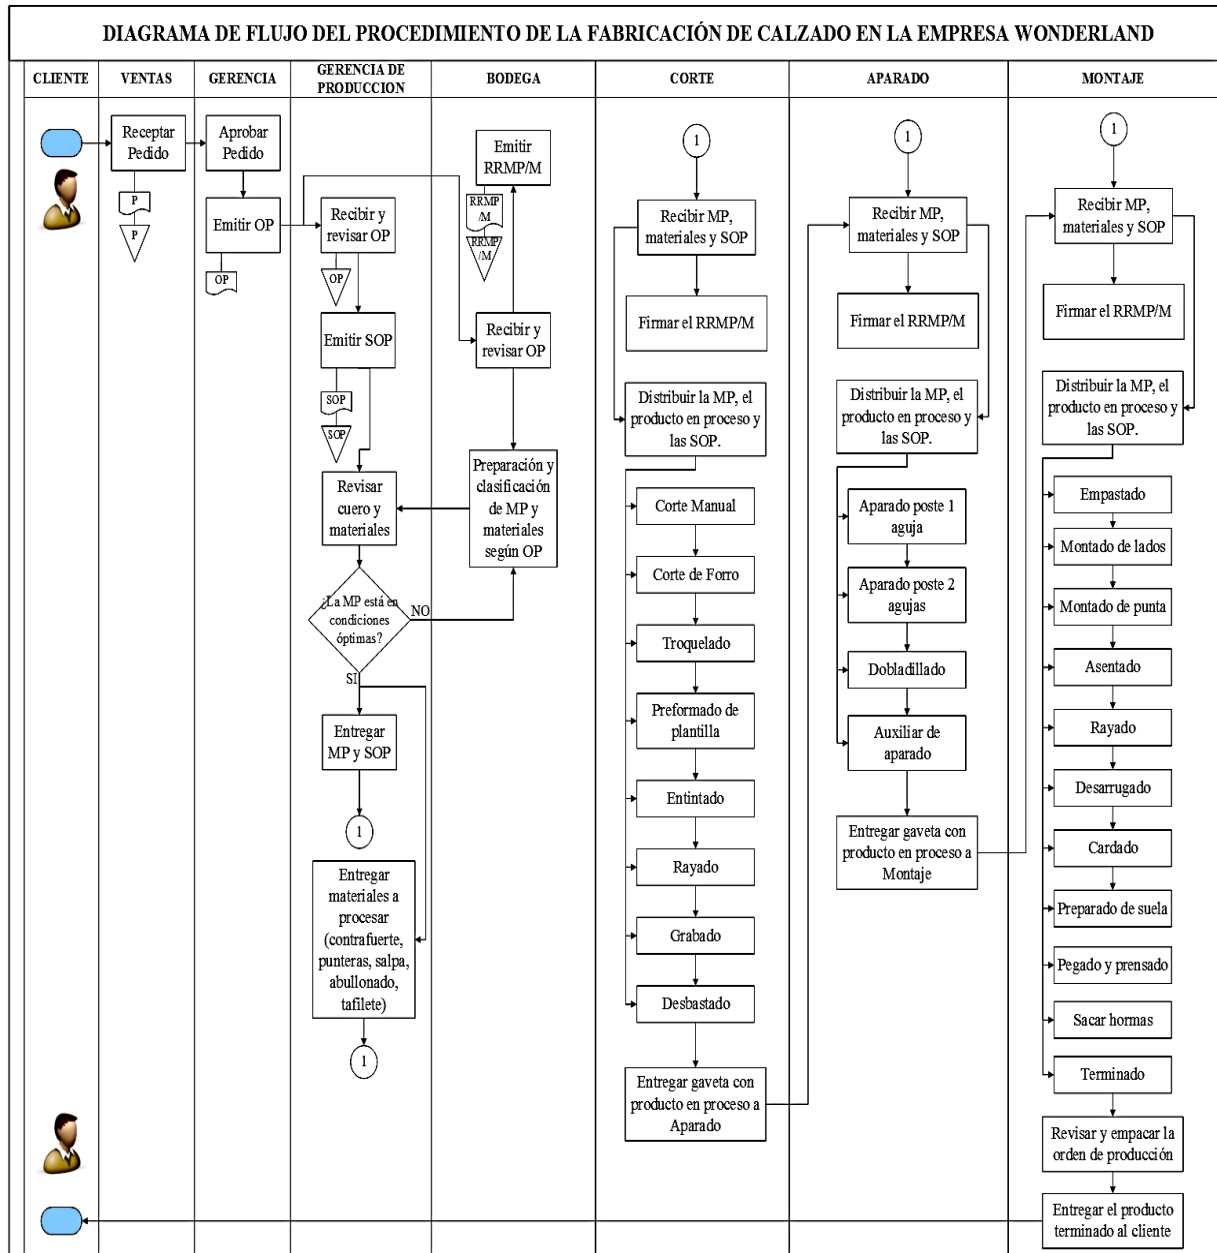 DIAGRAMA DE FLUJO DEL PROCEDIMIENTO DE LA FABRICACIÓN DE CALZADO EN LA EMPRESA WONDERLAND
CLIENTE
VENTAS
GERENCIA
GERENCIA DE
PRODUCCION
BODEGA
CORTE
APARADO
MONTAJE
Receptar
Pedido
P
P
Aprobar
Pedido
Emitir OP
OP
Recibir y
revisar OP
OP
Emitir SOP
SOP
SOP
Revisar
cuero y
materiales
¿La MP está en
condiciones
óptimas?
NO
SI
Entregar
MP y SOP
1
Entregar
materiales a
procesar
(contrafuerte,
punteras, salpa,
abullonado,
tafilete)
1
Emitir
RRMP/M
RRMP
/M
RRMP
/M
Recibir y
revisar OP
Preparación y
clasificación
de MP y
materiales
según OP
1
Recibir MP,
materiales y SOP
Firmar el RRMP/M
Distribuir la MP, el
producto en proceso y
las SOP.
Corte Manual
Corte de Forro
Troquelado
Preformado de
plantilla
Entintado
Rayado
Grabado
Desbastado
Entregar gaveta con
producto en proceso a
Aparado
1
Recibir MP,
materiales y SOP
Firmar el RRMP/M
Distribuir la MP, el
producto en proceso y
las SOP.
Aparado poste 1
aguja
Aparado poste 2
agujas
Dobladillado
Auxiliar de
aparado
Entregar gaveta con
producto en proceso a
Montaje
1
Recibir MP,
materiales y SOP
Firmar el RRMP/M
Distribuir la MP, el
producto en proceso y
las SOP.
Empastado
Montado de lados
Montado de punta
Asentado
Rayado
Desarrugado
Cardado
Preparado de suela
Pegado y prensado
Sacar hormas
Terminado
Revisar y empacar la
orden de producción
Entregar el producto
terminado al cliente